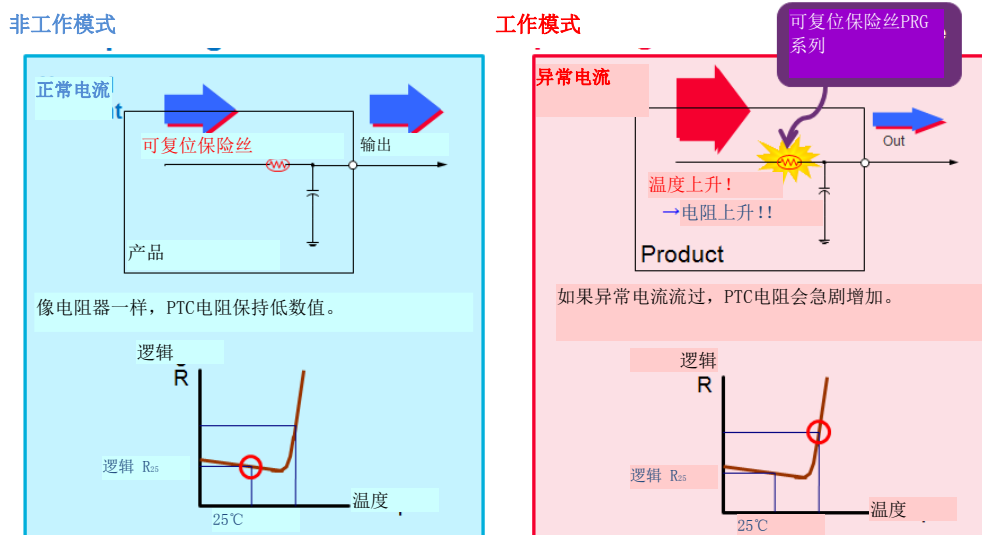 非工作模式
正常电流
t
可复位保险丝
输出
产品
像电阻器一样，PTC电阻保持低数值。
逻辑
R
逻辑 R25
25℃
温度
工作模式
可复位保险丝PRG
系列
e
异常电流
Out
温度上升！
→电阻上升!!
Product
如果异常电流流过，PTC电阻会急剧增加。
逻辑
R
逻辑 R25
25℃
温度